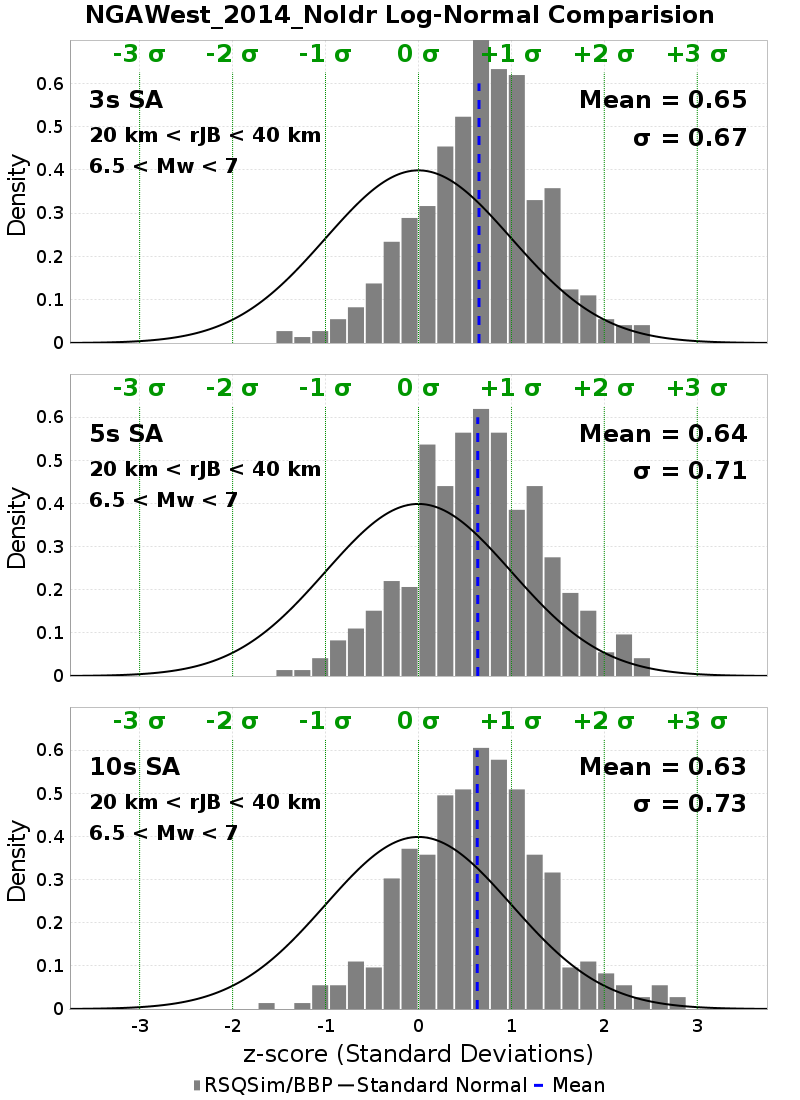 NGAWest_2014_NoIdr Log-Normal Comparision
-3 σ -2 σ -1 σ 0 σ +1 σ +2 σ +3 σ
3s SA
20 km < rJB < 40 km
6.5 < Mw < 7
Mean = 0.65
σ = 0.67
Density
0.6
0.5
0.4
0.3
0.2
0.1
0
-3 σ -2 σ -1 σ 0 σ +1 σ +2 σ +3 σ
5s SA
20 km < rJB < 40 km
6.5 < Mw < 7
Mean = 0.64
σ = 0.71
Density
0.6
0.5
0.4
0.3
0.2
0.1
0
-3 σ -2 σ -1 σ 0 σ +1 σ +2 σ +3 σ
10s SA
20 km < rJB < 40 km
6.5 < Mw < 7
Mean = 0.63
σ = 0.73
Density
0.6
0.5
0.4
0.3
0.2
0.1
0
-3 -2 -1 0 1 2 3
z-score (Standard Deviations)
RSQSim/BBP Standard Normal Mean